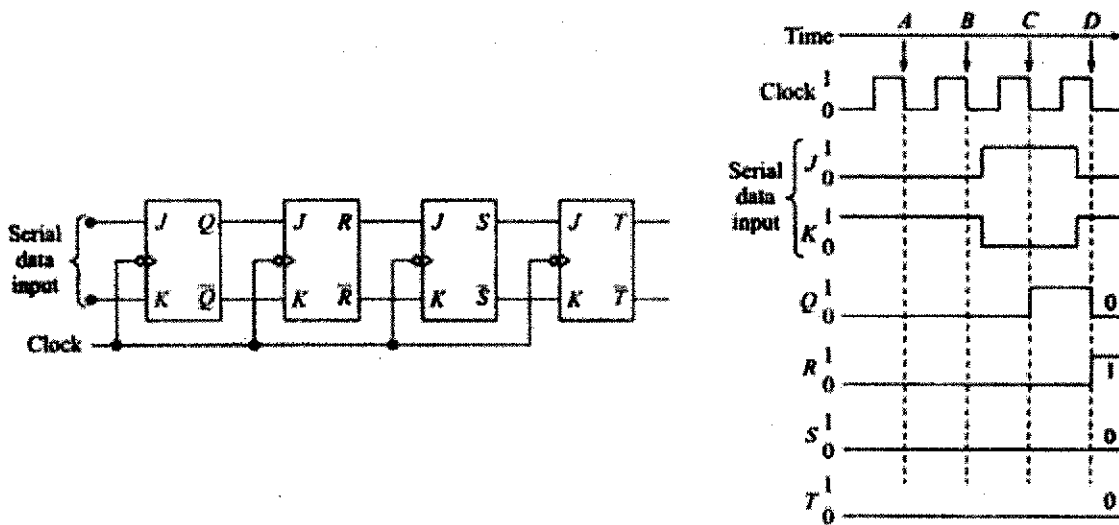 J Q J R J S J T
Serial
data
input
K Q̅ K R̅ K S̅ K T̅
Clock
A B C D
Time
Clock 1
0
Serial
data
input
J 1
0
K 1
0
Q 1
0 0
R 1
0 1
S 1
0 0
T 1
0 0